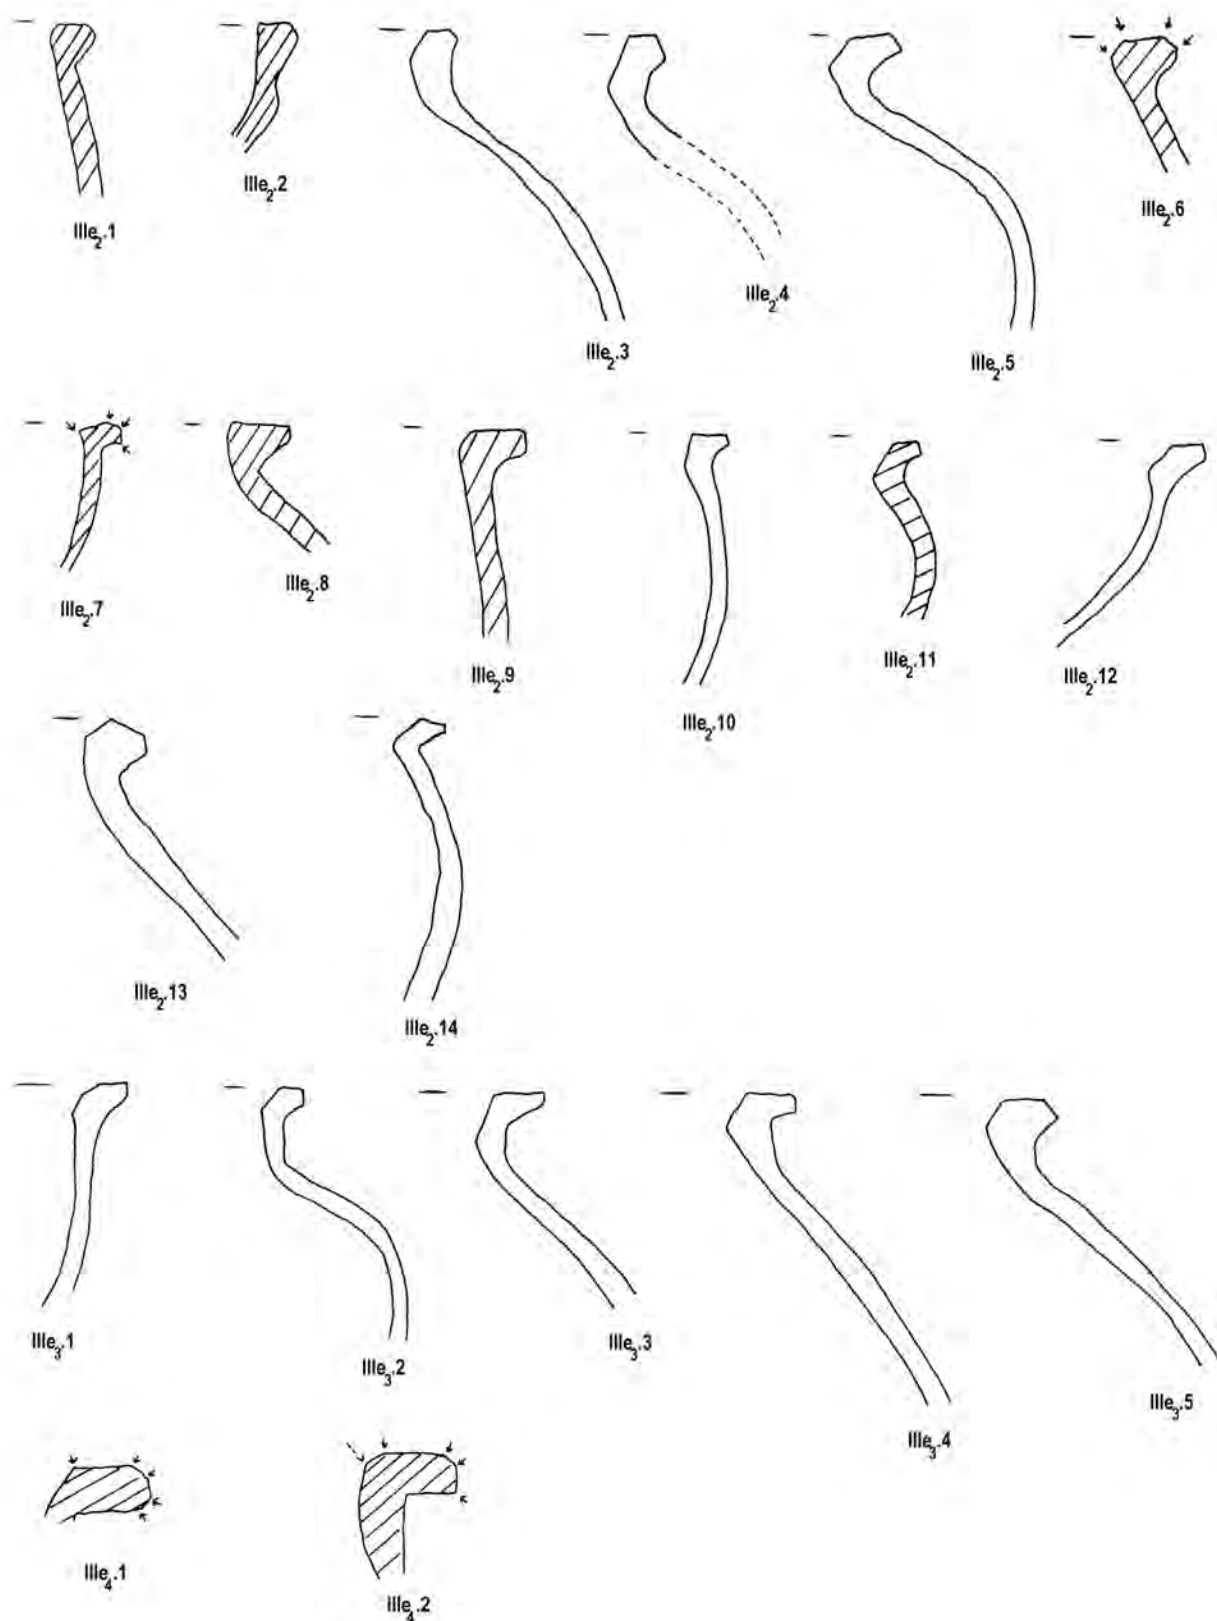 IIIe₂.1
IIIe₂.2
IIIe₂.3
IIIe₂.4
IIIe₂.5
IIIe₂.6
IIIe₂.7
IIIe₂.8
IIIe₂.9
IIIe₂.10
IIIe₂.11
IIIe₂.12
IIIe₂.13
IIIe₂.14
IIIe₃.1
IIIe₃.2
IIIe₃.3
IIIe₃.4
IIIe₃.5
IIIe₄.1
IIIe₄.2